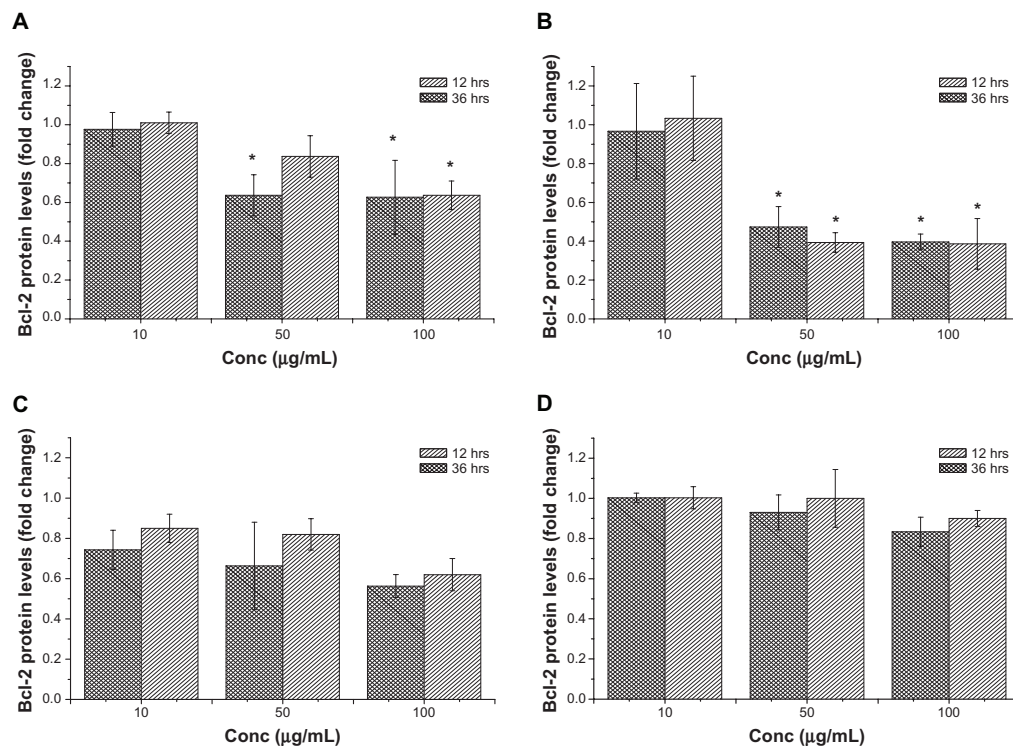 A
Bcl-2 protein levels (fold change)
1.2
1.0
0.8
0.6
0.4
0.2
0.0
12 hrs
36 hrs
*
*
*
10
50
100
Conc (µg/mL)
B
Bcl-2 protein levels (fold change)
1.2
1.0
0.8
0.6
0.4
0.2
0.0
12 hrs
36 hrs
*
*
*
*
10
50
100
Conc (µg/mL)
C
Bcl-2 protein levels (fold change)
1.2
1.0
0.8
0.6
0.4
0.2
0.0
12 hrs
36 hrs
10
50
100
Conc (µg/mL)
D
Bcl-2 protein levels (fold change)
1.2
1.0
0.8
0.6
0.4
0.2
0.0
12 hrs
36 hrs
10
50
100
Conc (µg/mL)